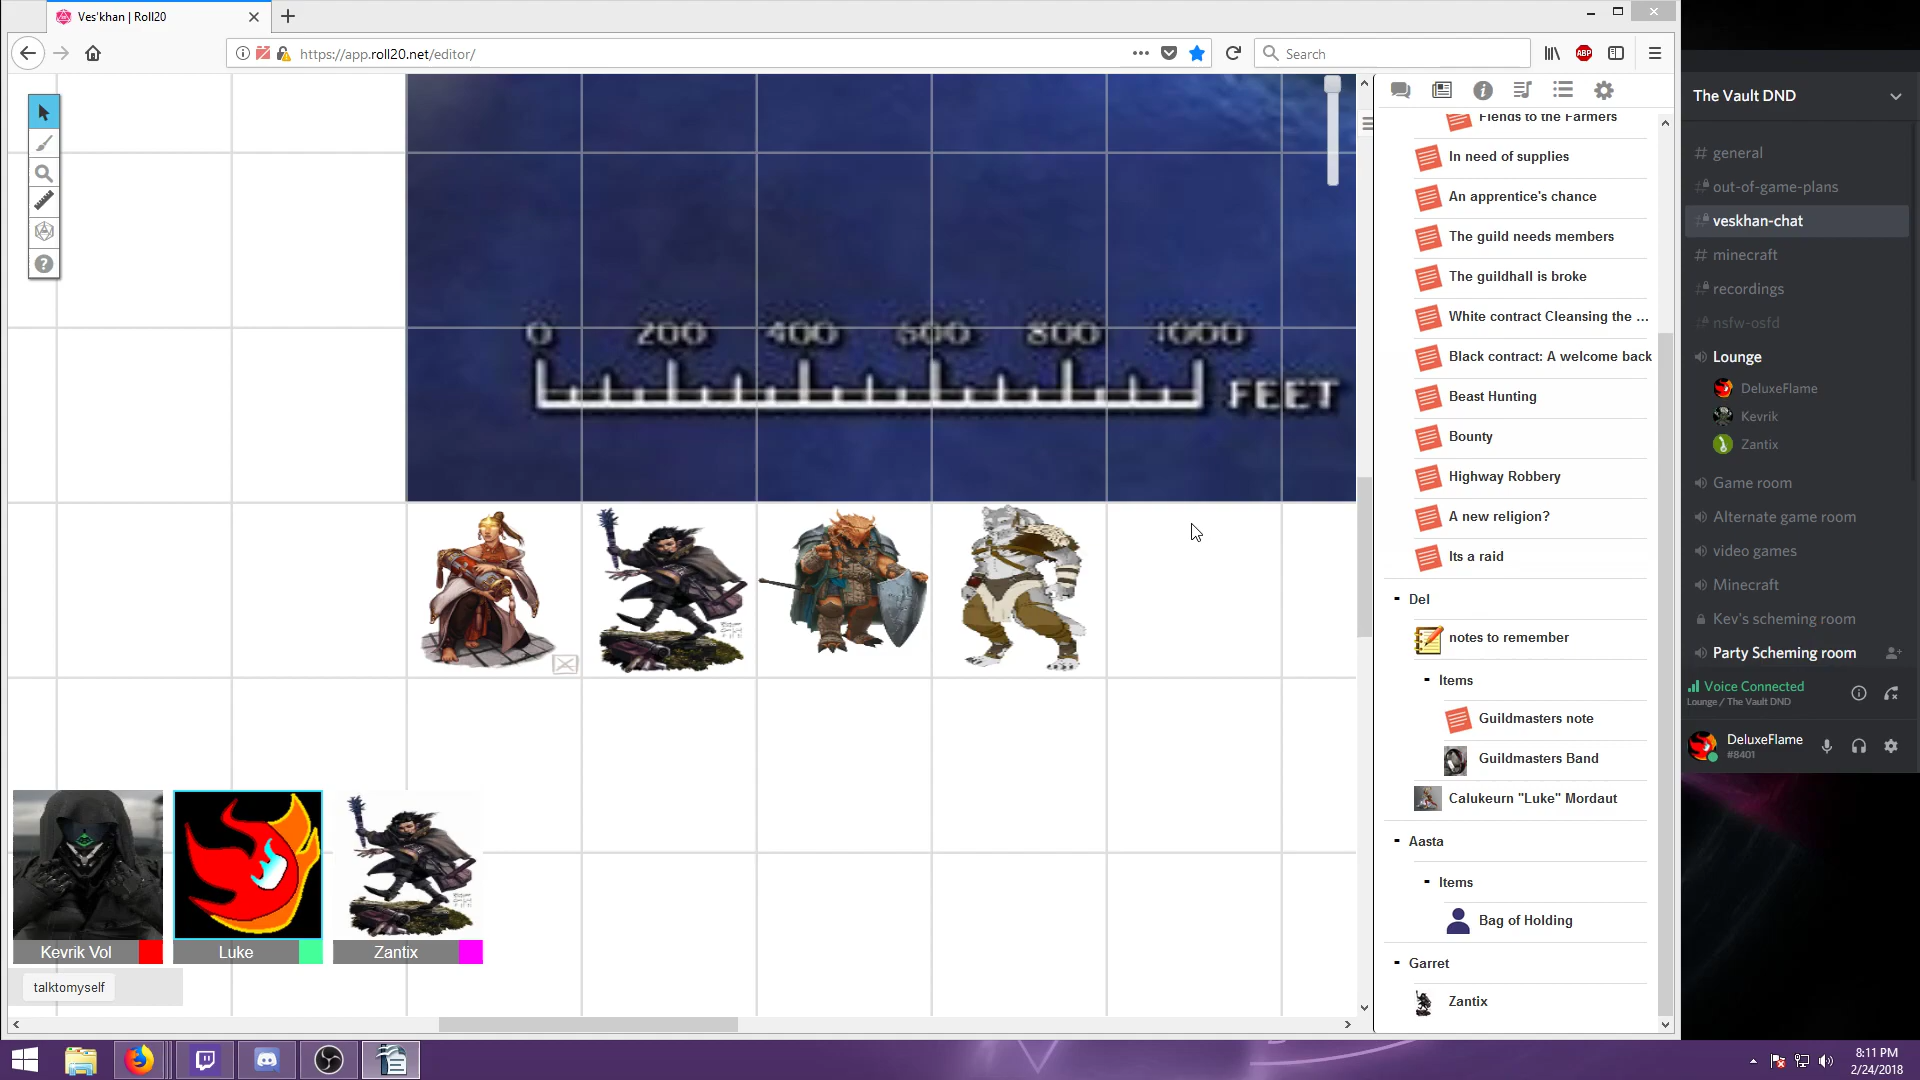 Ves'khan | Roll20
https://app.roll20.net/editor/
Search
ABP
0 200 400 600 800 1000
FEET
Fiends to the Farmers
In need of supplies
An apprentice's chance
The guild needs members
The guildhall is broke
White contract Cleansing the ...
Black contract: A welcome back
Beast Hunting
Bounty
Highway Robbery
A new religion?
Its a raid
Del
notes to remember
Items
Guildmasters note
Guildmasters Band
Calukeurn "Luke" Mordaut
Aasta
Items
Bag of Holding
Garret
Zantix
Kevrik Vol
Luke
Zantix
talktomyself
The Vault DND
general
out-of-game-plans
veskhan-chat
minecraft
recordings
nsfw-osfd
Lounge
DeluxeFlame
Kevrik
Zantix
Game room
Alternate game room
video games
Minecraft
Kev's scheming room
Party Scheming room
Voice Connected
Lounge / The Vault DND
DeluxeFlame
#8401
8:11 PM
2/24/2018